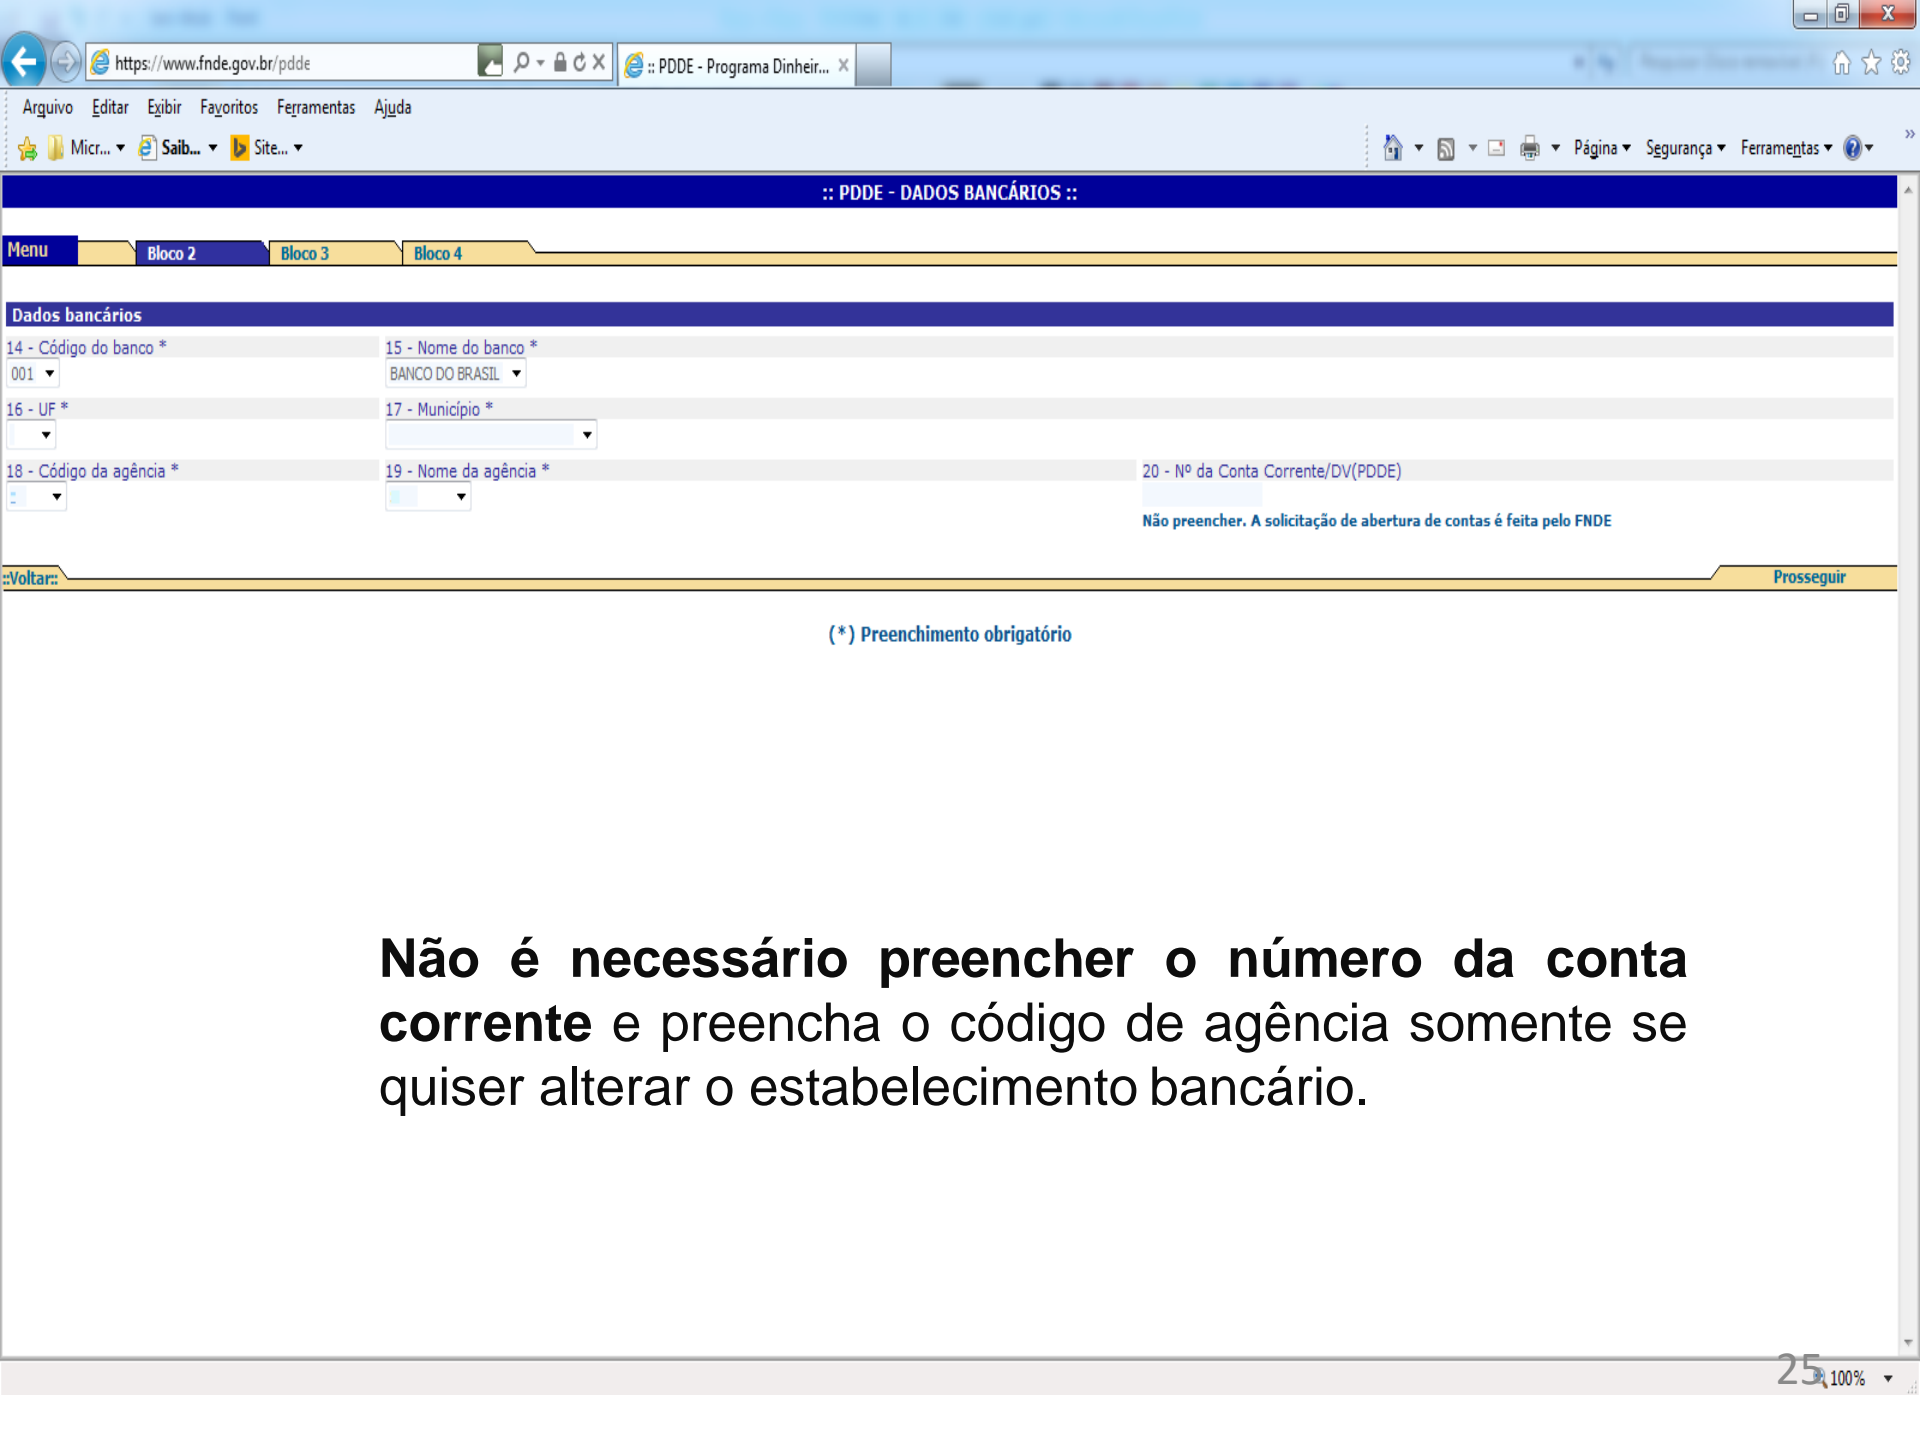 https://www.fnde.gov.br/pdde
:: PDDE - Programa Dinheir...
Arquivo Editar Exibir Favoritos Ferramentas Ajuda
Micr... Saib... Site...
Página Segurança Ferramentas
:: PDDE - DADOS BANCÁRIOS ::
Menu Bloco 2 Bloco 3 Bloco 4
Dados bancários
14 - Código do banco * 15 - Nome do banco *
001 BANCO DO BRASIL
16 - UF * 17 - Município *
18 - Código da agência * 19 - Nome da agência * 20 - Nº da Conta Corrente/DV(PDDE)
Não preencher. A solicitação de abertura de contas é feita pelo FNDE
::Voltar:: Prosseguir
(*) Preenchimento obrigatório
Não é necessário preencher o número da conta
corrente e preencha o código de agência somente se
quiser alterar o estabelecimento bancário.
25
100%